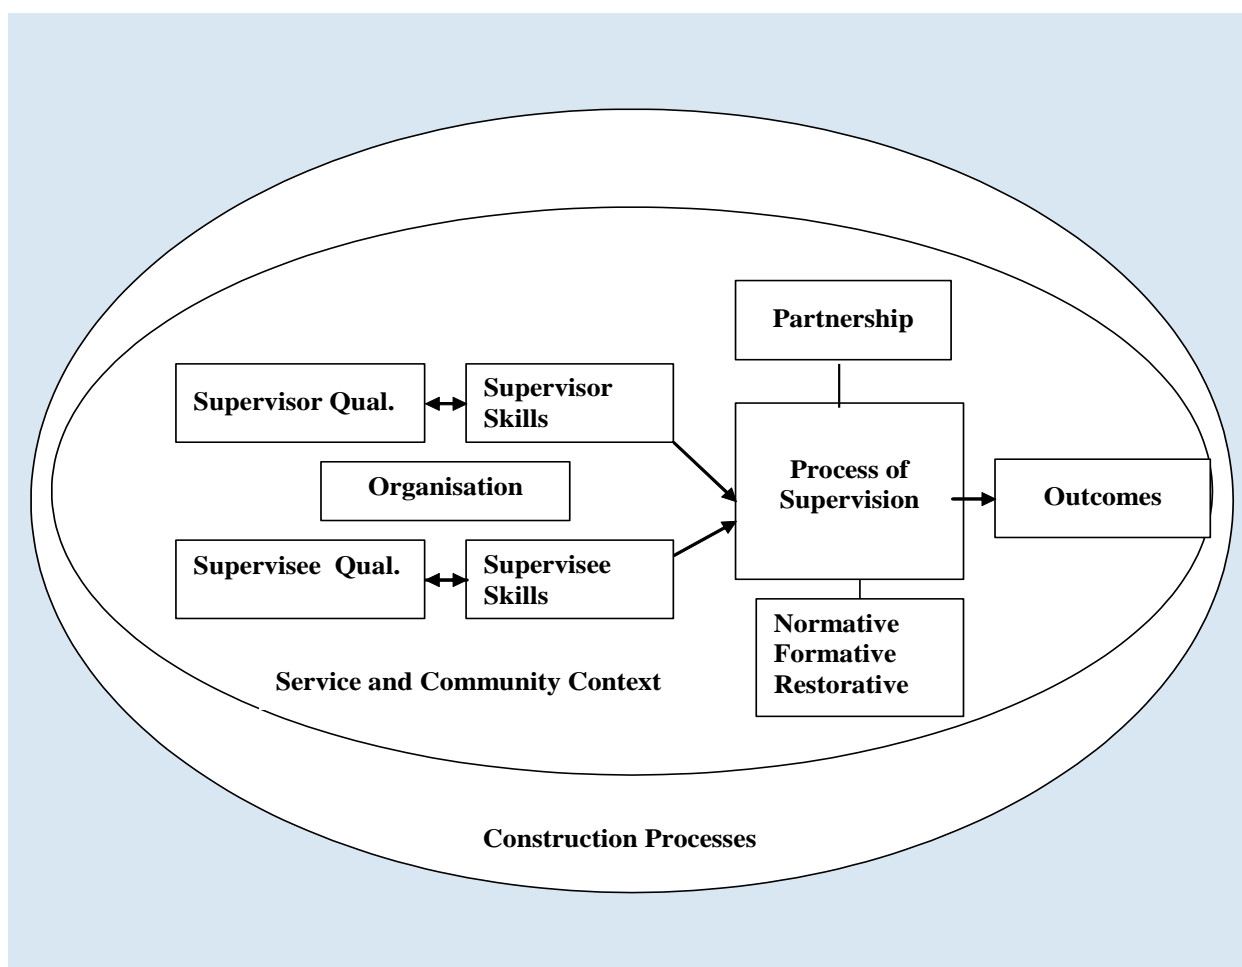 Partnership
Supervisor Qual.
Supervisor
Skills
Organisation
Process of
Supervision
Outcomes
Supervisee  Qual.
Supervisee
Skills
Normative
Formative
Restorative
Service and Community Context
Construction Processes